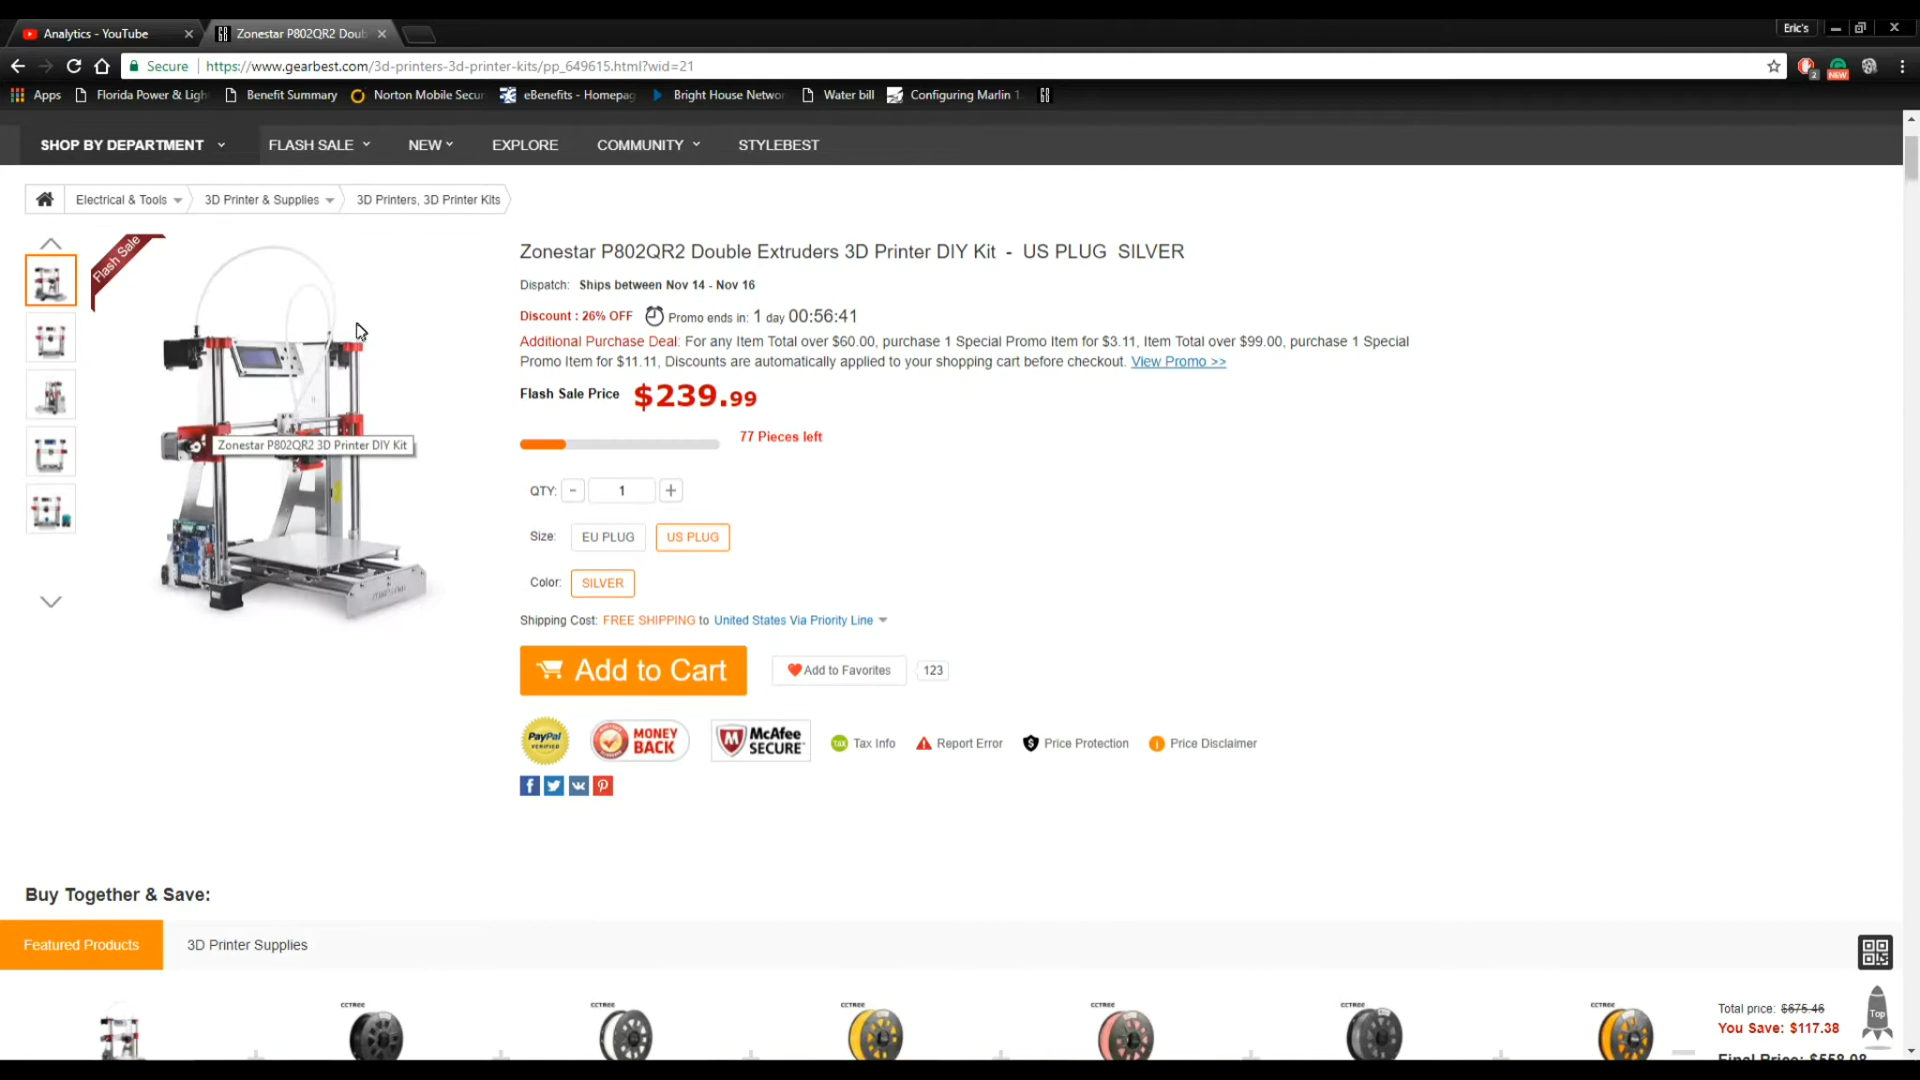 Analytics - YouTube
Zonestar P802QR2 Doub
Eric's
Secure
https://www.gearbest.com/3d-printers-3d-printer-kits/pp_649615.html?wid=21
2
NEW
Apps
Florida Power & Ligh
Benefit Summary
Norton Mobile Secur
eBenefits - Homepag
Bright House Networ
Water bill
Configuring Marlin 1
SHOP BY DEPARTMENT
FLASH SALE
NEW
EXPLORE
COMMUNITY
STYLEBEST
Electrical & Tools
3D Printer & Supplies
3D Printers, 3D Printer Kits
Flash Sale
Zonestar P802QR2 3D Printer DIY Kit
Zonestar P802QR2 Double Extruders 3D Printer DIY Kit - US PLUG SILVER
Dispatch: Ships between Nov 14 - Nov 16
Discount : 26% OFF Promo ends in: 1 day 00:56:41
Additional Purchase Deal: For any Item Total over $60.00, purchase 1 Special Promo Item for $3.11, Item Total over $99.00, purchase 1 Special
Promo Item for $11.11, Discounts are automatically applied to your shopping cart before checkout. View Promo >>
Flash Sale Price $239.99
77 Pieces left
QTY: - 1 +
Size: EU PLUG US PLUG
Color: SILVER
Shipping Cost: FREE SHIPPING to United States Via Priority Line
Add to Cart
Add to Favorites
123
PayPal
VERIFIED
MONEY
BACK
McAfee
SECURE
TAX
Tax Info
Report Error
Price Protection
Price Disclaimer
Buy Together & Save:
Featured Products
3D Printer Supplies
CCTREE
CCTREE
CCTREE
CCTREE
CCTREE
CCTREE
Total price: $675.46
You Save: $117.38
Final Price: $558.08
Top